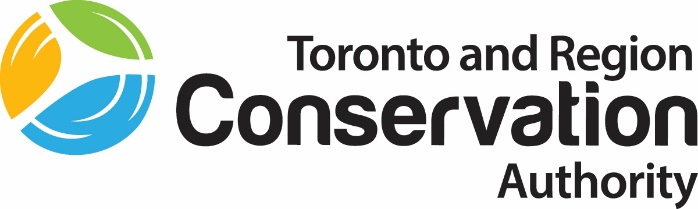 Toronto and Region
Conservation
Authority